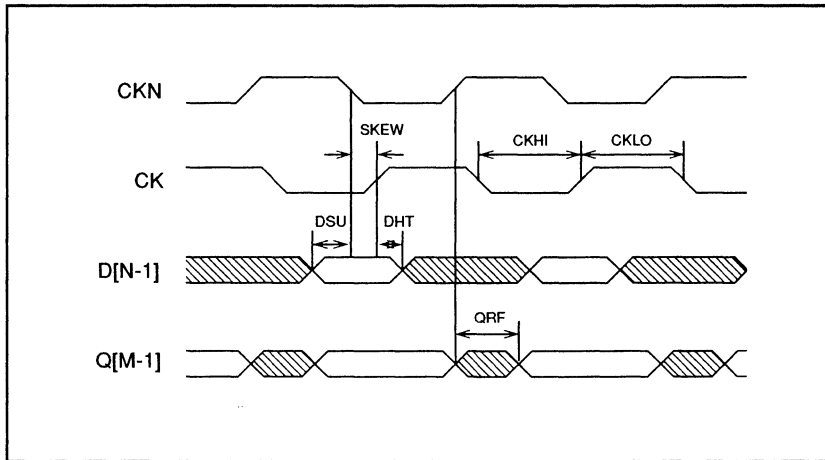 CKN
SKEW
CKHI
CKLO
CK
DSU
DHT
D[N-1]
QRF
Q[M-1]